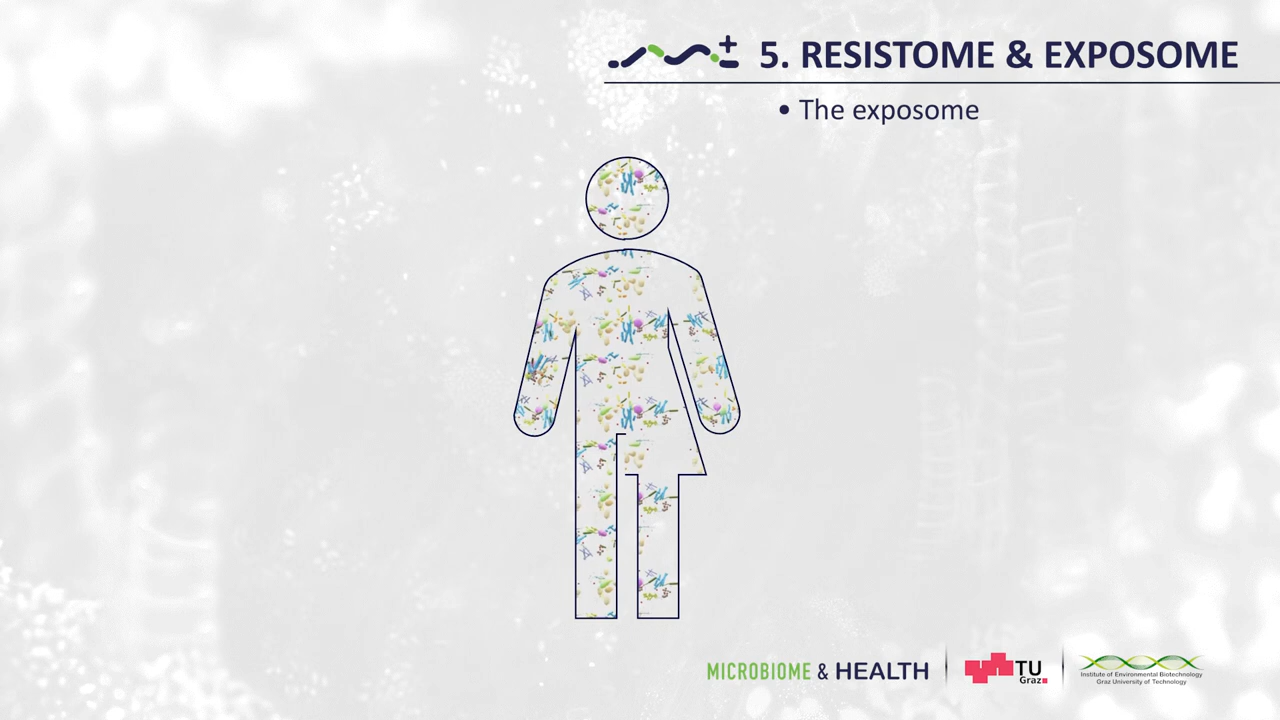 5. RESISTOME & EXPOSOME
• The exposome
MICROBIOME & HEALTH
TU
Graz
Institute of Environmental Biotechnology
Graz University of Technology